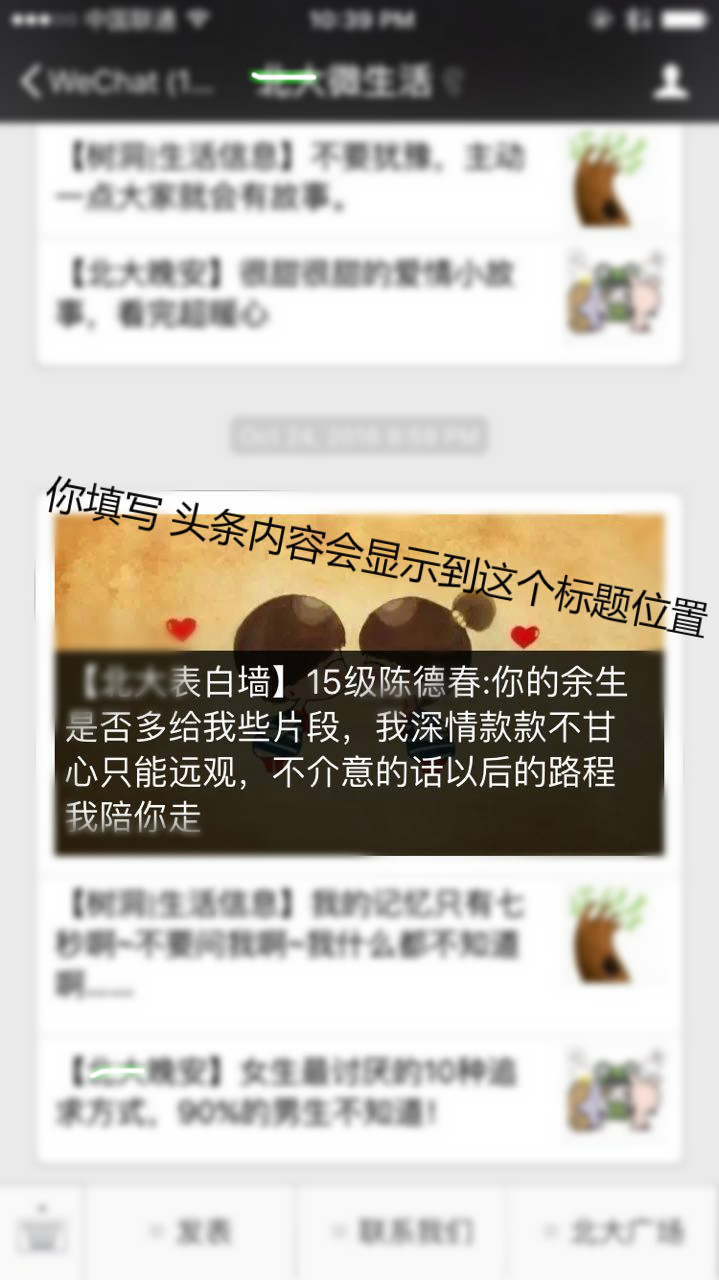 中国联通
10:39 PM
WeChat (1...
北大微生活
【树洞|生活信息】不要犹豫，主动
一点大家就会有故事。
【北大晚安】很甜很甜的爱情小故
事，看完超暖心
Oct 24, 2016 8:59 PM
你填写 头条内容会显示到这个标题位置
【北大表白墙】15级陈德春:你的余生
是否多给我些片段，我深情款款不甘
心只能远观，不介意的话以后的路程
我陪你走
【树洞|生活信息】我的记忆只有七
秒啊~不要问我啊~我什么都不知道
啊……
【北大晚安】女生最讨厌的10种追
求方式，90%的男生不知道！
发表
联系我们
北大广场